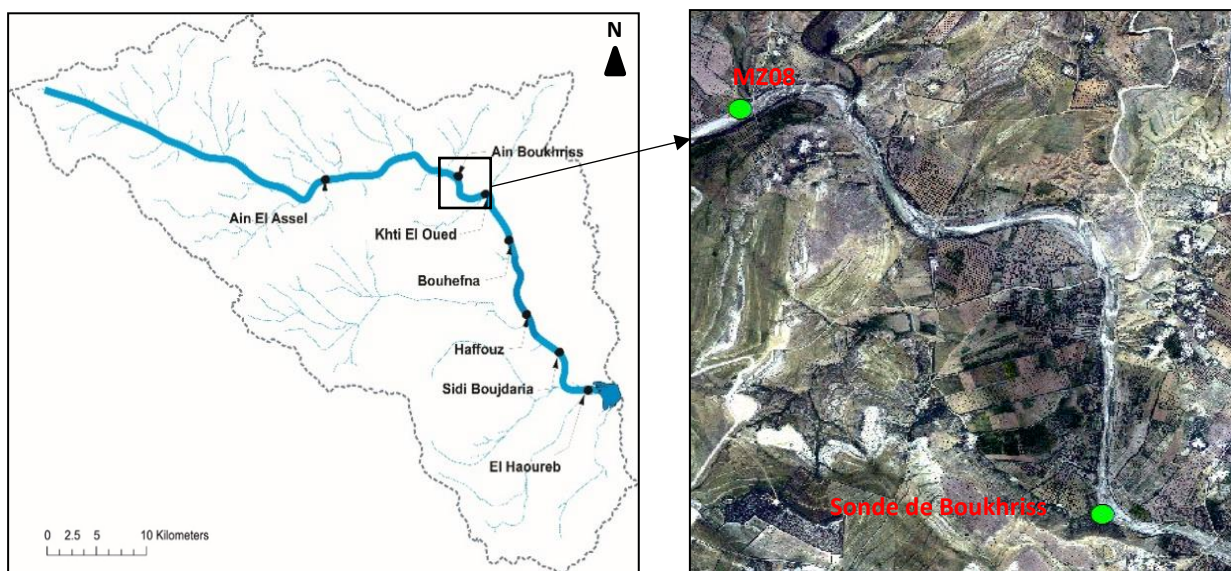 N
Ain Boukhriss
Ain El Assel
Khti El Oued
Bouhefna
Haffouz
Sidi Boujdaria
El Haoureb
0 2.5 5 10 Kilometers
MZ08
Sonde de Boukhriss